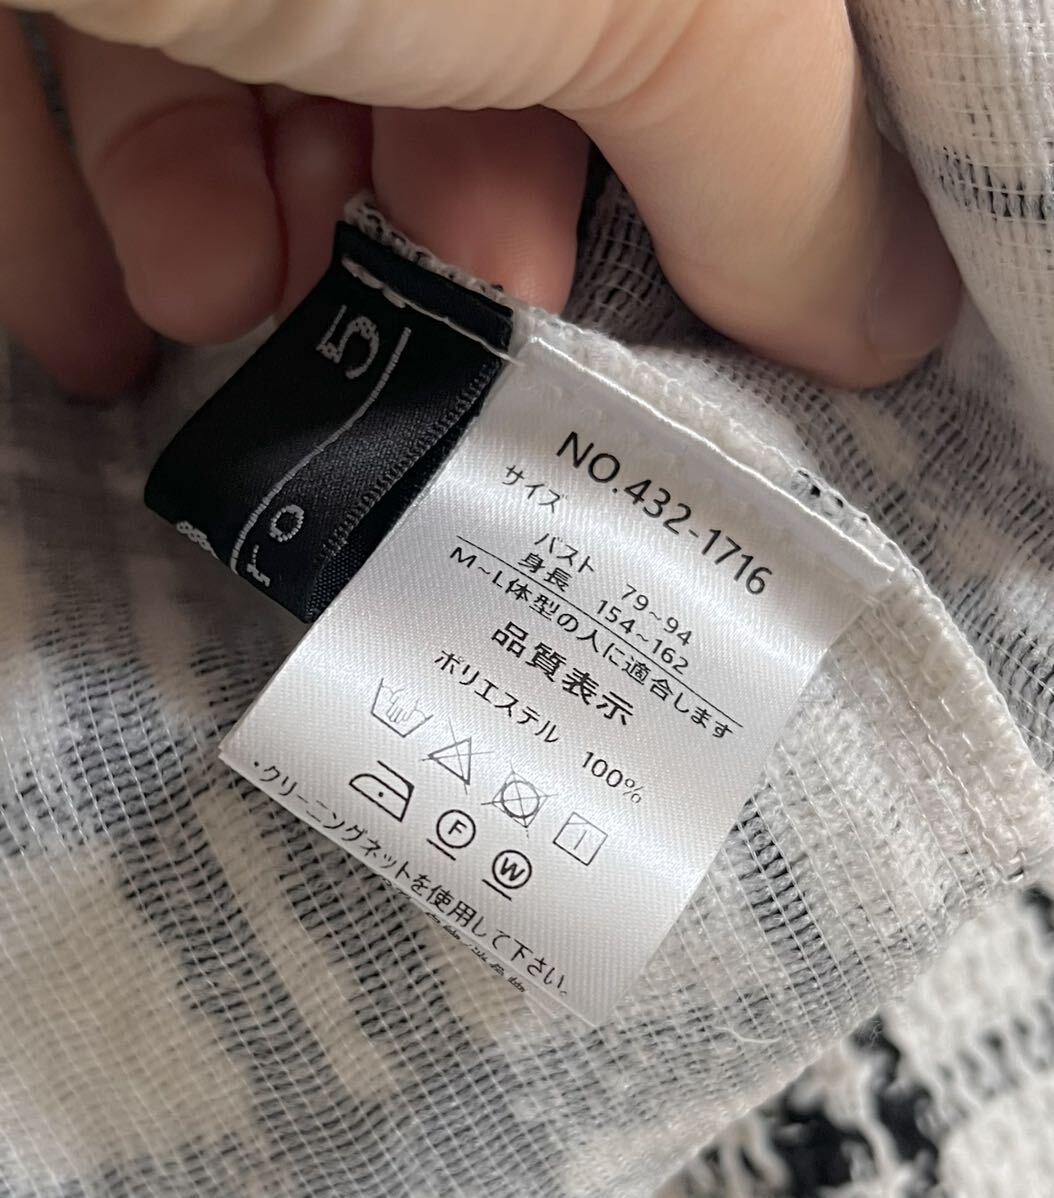 5
ro
NO.432-1716
サイズ
バスト 79~94
身長 154~162
M~L体型の人に適合します
品質表示
ポリエステル 100%
F
W
・クリーニングネットを使用して下さい。